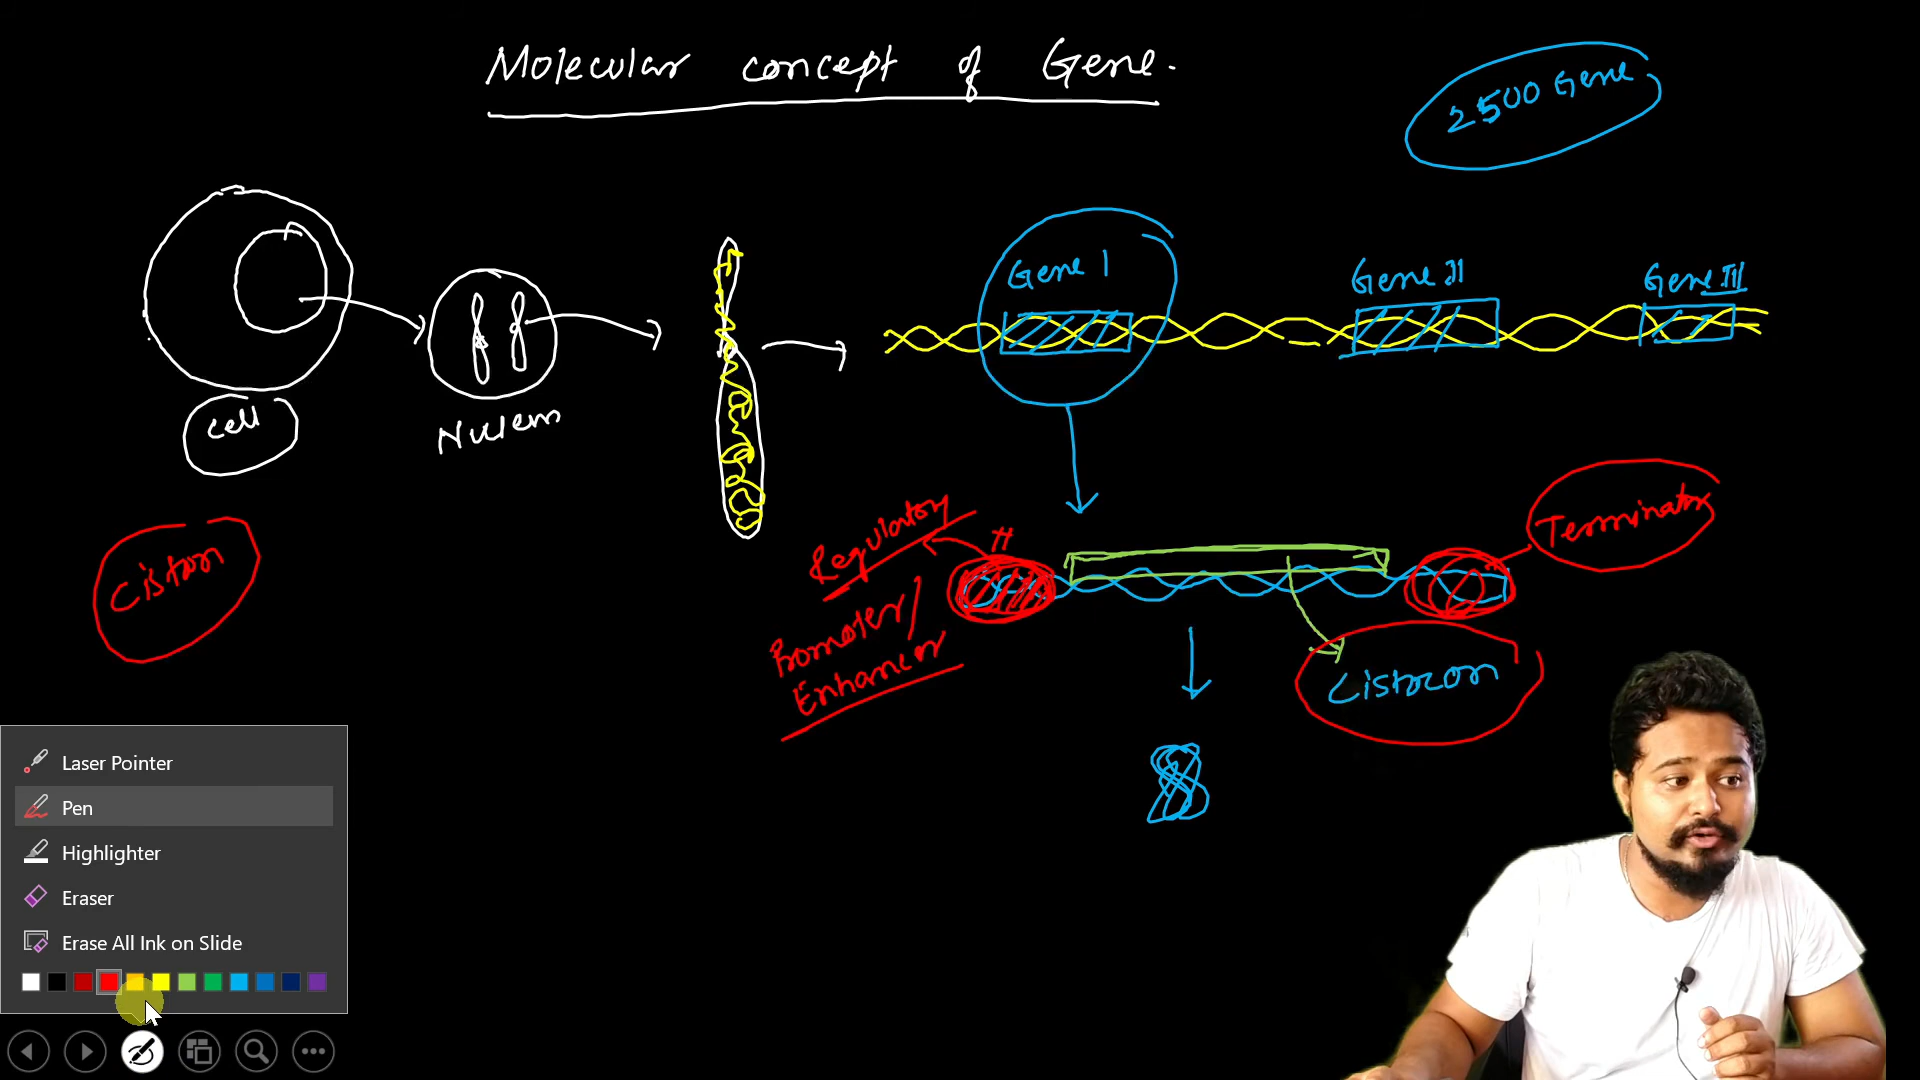 Molecular concept of Gene.
2500 Gene
Gene I
Gene II
Gene III
cell
Nucleus
Cistron
Regulatory
Promoter/
Enhancer
Terminator
Cistron
Laser Pointer
Pen
Highlighter
Eraser
Erase All Ink on Slide